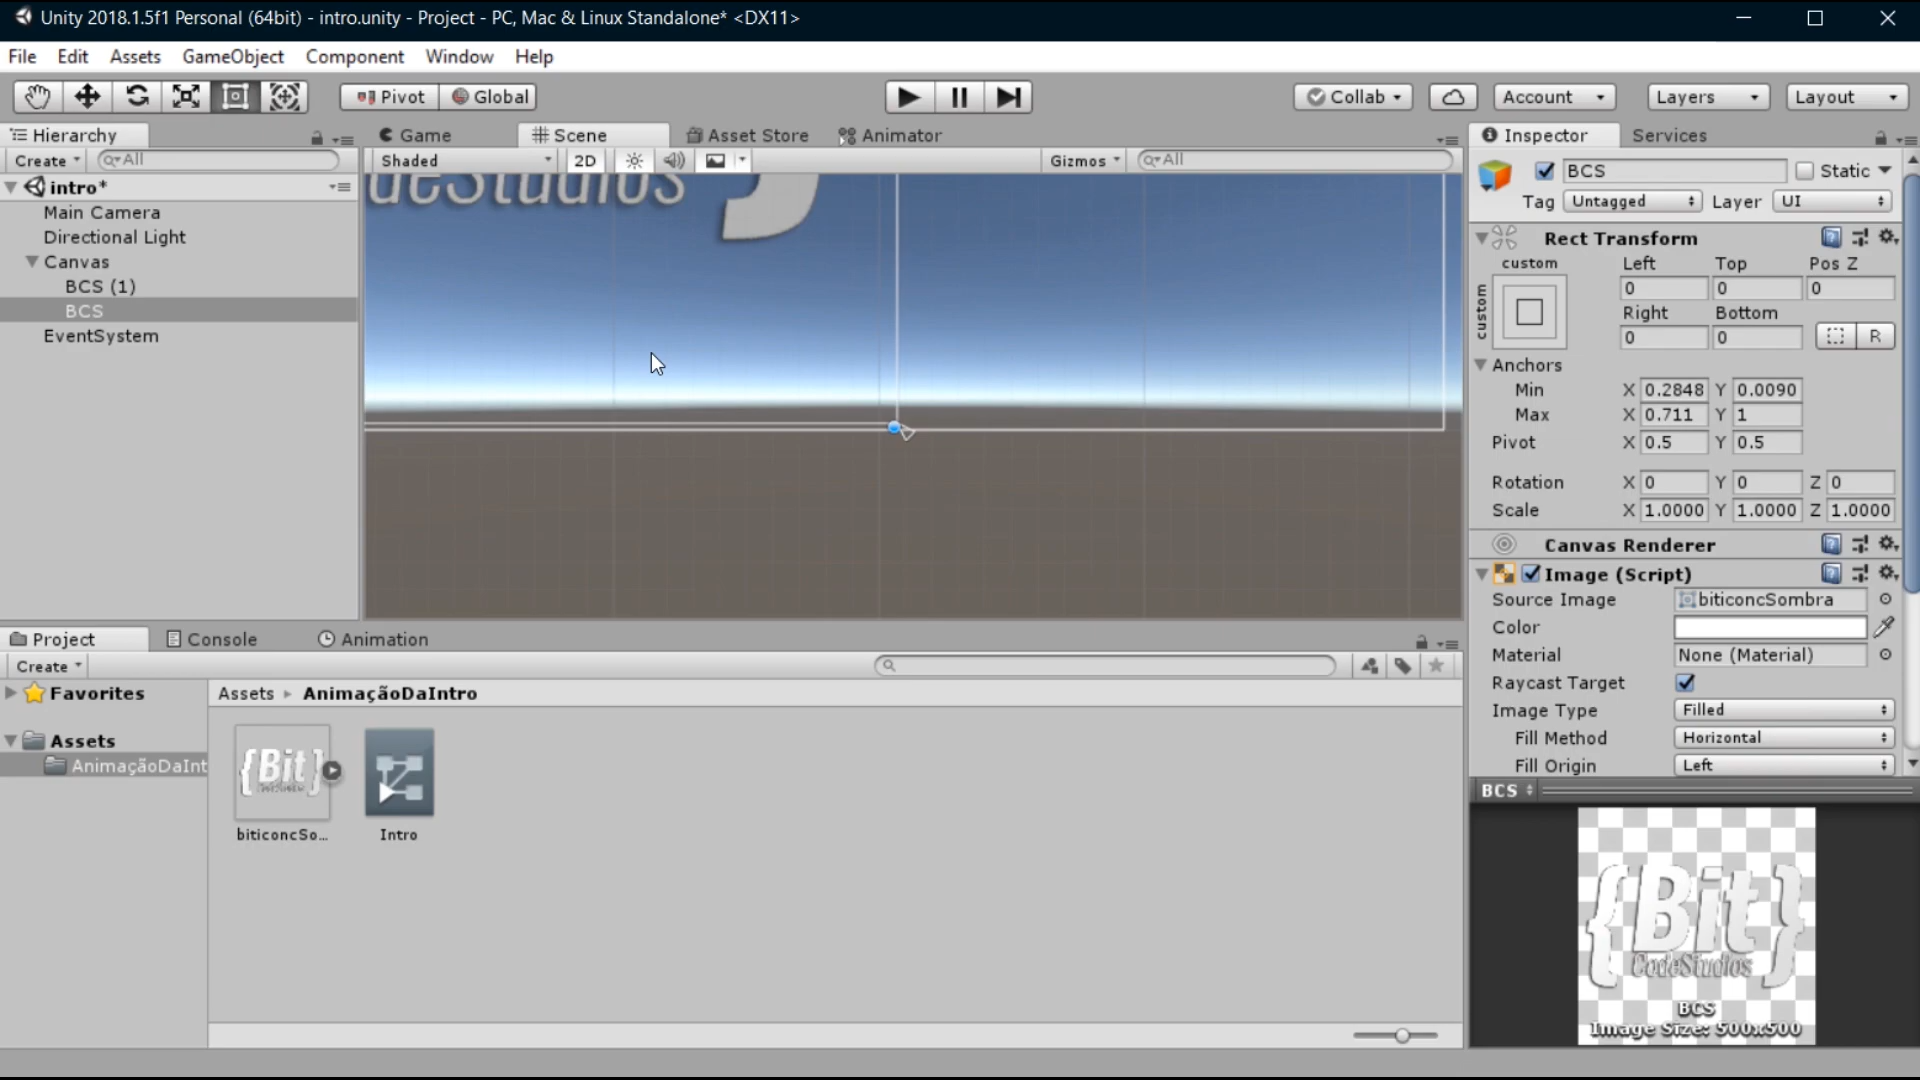 Unity 2018.1.5f1 Personal (64bit) - intro.unity - Project - PC, Mac & Linux Standalone* <DX11>
File Edit Assets GameObject Component Window Help
Pivot Global Collab Account Layers Layout
Hierarchy
Create All
intro*
Main Camera
Directional Light
Canvas
BCS (1)
BCS
EventSystem
Game Scene Asset Store Animator
Shaded 2D Gizmos All
deStudios
Inspector Services
BCS Static
Tag Untagged Layer UI
Rect Transform
custom Left Top Pos Z
custom
0 0 0
Right Bottom
0 0 R
Anchors
Min X 0.2848 Y 0.0090
Max X 0.711 Y 1
Pivot X 0.5 Y 0.5
Rotation X 0 Y 0 Z 0
Scale X 1.0000 Y 1.0000 Z 1.0000
Canvas Renderer
Image (Script)
Source Image biticoncSombra
Color
Material None (Material)
Raycast Target
Image Type Filled
Fill Method Horizontal
Fill Origin Left
BCS
{Bit}
CodeStudios
BCS
Image Size: 500x500
Project Console Animation
Create
Favorites
Assets
AnimaçãoDaInt
Assets AnimaçãoDaIntro
{Bit}
CodeStudios
biticoncSo...
Intro